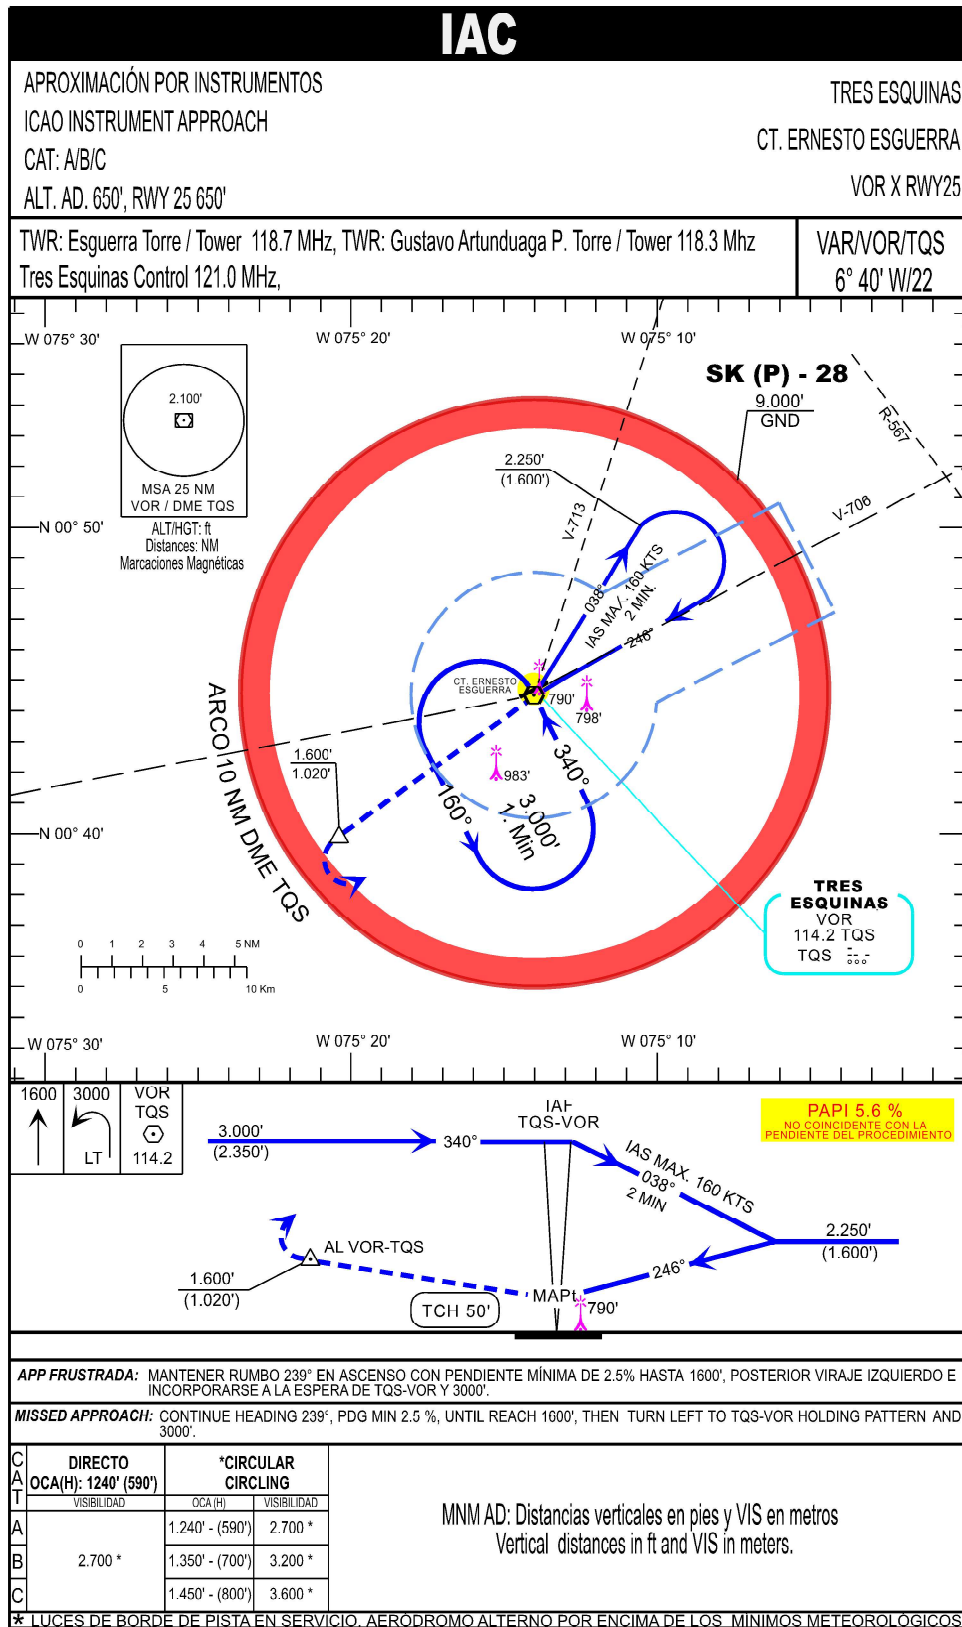 IAC
APROXIMACIÓN POR INSTRUMENTOS
ICAO INSTRUMENT APPROACH
CAT: A/B/C
ALT. AD. 650', RWY 25 650'
TRES ESQUINAS
CT. ERNESTO ESGUERRA
VOR X RWY25
TWR: Esguerra Torre / Tower 118.7 MHz, TWR: Gustavo Artunduaga P. Torre / Tower 118.3 Mhz
Tres Esquinas Control 121.0 MHz,
VAR/VOR/TQS
6° 40' W/22
W 075° 30'
W 075° 20'
W 075° 10'
SK (P) - 28
9.000'
GND
R-567
V-706
V-713
2.100'
MSA 25 NM
VOR / DME TQS
ALT/HGT: ft
Distances: NM
Marcaciones Magnéticas
2.250'
(1.600')
N 00° 50'
038°
IAS MAX. 160 KTS
2 MIN.
246°
CT. ERNESTO
ESGUERRA
790'
798'
983'
ARCO 10 NM DME TQS
1.600'
1.020'
160°
340°
3.000'
1. Min
N 00° 40'
TRES
ESQUINAS
VOR
114.2 TQS
TQS
0 1 2 3 4 5 NM
0 5 10 Km
W 075° 30'
W 075° 20'
W 075° 10'
1600
3000
LT
VOR
TQS
114.2
3.000'
(2.350')
340°
IAF
TQS-VOR
IAS MAX. 160 KTS
038°
2 MIN
PAPI 5.6 %
NO COINCIDENTE CON LA
PENDIENTE DEL PROCEDIMIENTO
2.250'
(1.600')
246°
AL VOR-TQS
1.600'
(1.020')
TCH 50'
MAPt
790'
APP FRUSTRADA: MANTENER RUMBO 239° EN ASCENSO CON PENDIENTE MÍNIMA DE 2.5% HASTA 1600', POSTERIOR VIRAJE IZQUIERDO E
INCORPORARSE A LA ESPERA DE TQS-VOR Y 3000'.
MISSED APPROACH: CONTINUE HEADING 239°, PDG MIN 2.5 %, UNTIL REACH 1600', THEN TURN LEFT TO TQS-VOR HOLDING PATTERN AND
3000'.
CAT
DIRECTO
OCA(H): 1240' (590')
*CIRCULAR
CIRCLING
VISIBILIDAD
OCA (H)
VISIBILIDAD
A
1.240' - (590')
2.700 *
B
2.700 *
1.350' - (700')
3.200 *
C
1.450' - (800')
3.600 *
MNM AD: Distancias verticales en pies y VIS en metros
Vertical distances in ft and VIS in meters.
* LUCES DE BORDE DE PISTA EN SERVICIO. AERÓDROMO ALTERNO POR ENCIMA DE LOS MÍNIMOS METEOROLÓGICOS